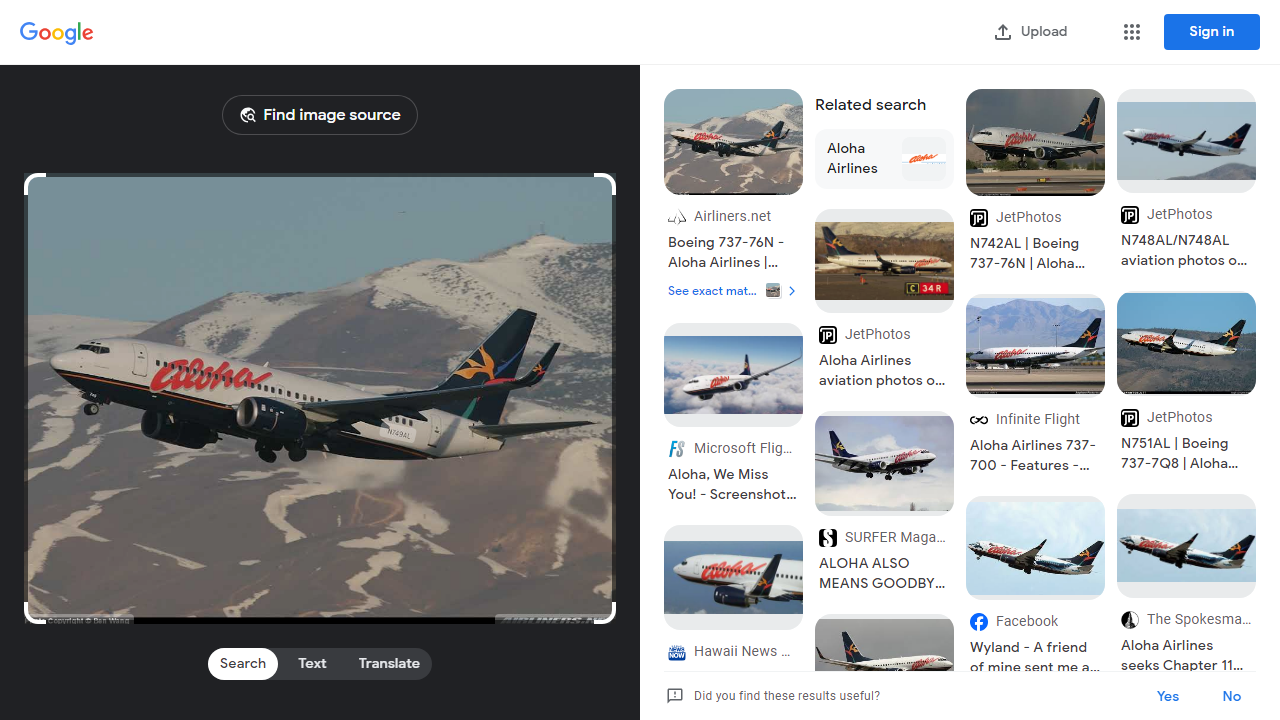 Google
Upload
Sign in
Find image source
aloha
N749AL
Copyright © Ben Wang
Search
Text
Translate
Airliners.net
Boeing 737-76N -
Aloha Airlines |...
See exact mat...
Microsoft Flig...
Aloha, We Miss
You! - Screenshot...
Hawaii News ...
Related search
Aloha
Airlines
aloha
C 34R
JetPhotos
Aloha Airlines
aviation photos o...
SURFER Maga...
ALOHA ALSO
MEANS GOODBY...
JetPhotos
N742AL | Boeing
737-76N | Aloha...
Infinite Flight
Aloha Airlines 737-
700 - Features -...
Facebook
Wyland - A friend
of mine sent me a...
JetPhotos
N748AL/N748AL
aviation photos o...
JetPhotos
N751AL | Boeing
737-7Q8 | Aloha...
The Spokesma...
Aloha Airlines
seeks Chapter 11...
Did you find these results useful?
Yes
No